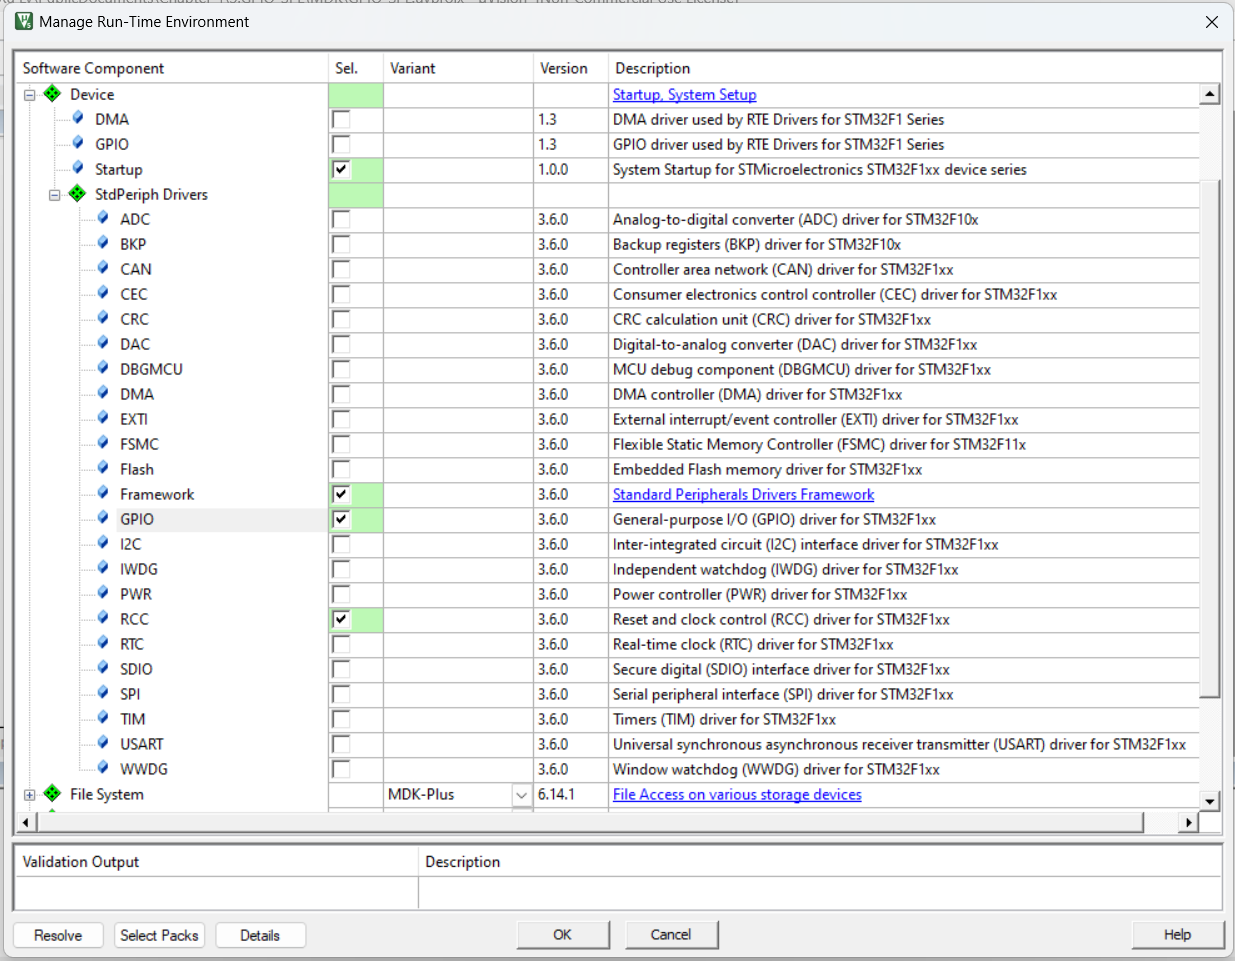 Manage Run-Time Environment
Software Component Sel. Variant Version Description
Device Startup, System Setup
DMA 1.3 DMA driver used by RTE Drivers for STM32F1 Series
GPIO 1.3 GPIO driver used by RTE Drivers for STM32F1 Series
Startup 1.0.0 System Startup for STMicroelectronics STM32F1xx device series
StdPeriph Drivers
ADC 3.6.0 Analog-to-digital converter (ADC) driver for STM32F10x
BKP 3.6.0 Backup registers (BKP) driver for STM32F10x
CAN 3.6.0 Controller area network (CAN) driver for STM32F1xx
CEC 3.6.0 Consumer electronics control controller (CEC) driver for STM32F1xx
CRC 3.6.0 CRC calculation unit (CRC) driver for STM32F1xx
DAC 3.6.0 Digital-to-analog converter (DAC) driver for STM32F1xx
DBGMCU 3.6.0 MCU debug component (DBGMCU) driver for STM32F1xx
DMA 3.6.0 DMA controller (DMA) driver for STM32F1xx
EXTI 3.6.0 External interrupt/event controller (EXTI) driver for STM32F1xx
FSMC 3.6.0 Flexible Static Memory Controller (FSMC) driver for STM32F11x
Flash 3.6.0 Embedded Flash memory driver for STM32F1xx
Framework 3.6.0 Standard Peripherals Drivers Framework
GPIO 3.6.0 General-purpose I/O (GPIO) driver for STM32F1xx
I2C 3.6.0 Inter-integrated circuit (I2C) interface driver for STM32F1xx
IWDG 3.6.0 Independent watchdog (IWDG) driver for STM32F1xx
PWR 3.6.0 Power controller (PWR) driver for STM32F1xx
RCC 3.6.0 Reset and clock control (RCC) driver for STM32F1xx
RTC 3.6.0 Real-time clock (RTC) driver for STM32F1xx
SDIO 3.6.0 Secure digital (SDIO) interface driver for STM32F1xx
SPI 3.6.0 Serial peripheral interface (SPI) driver for STM32F1xx
TIM 3.6.0 Timers (TIM) driver for STM32F1xx
USART 3.6.0 Universal synchronous asynchronous receiver transmitter (USART) driver for STM32F1xx
WWDG 3.6.0 Window watchdog (WWDG) driver for STM32F1xx
File System MDK-Plus 6.14.1 File Access on various storage devices
Validation Output Description
Resolve Select Packs Details OK Cancel Help